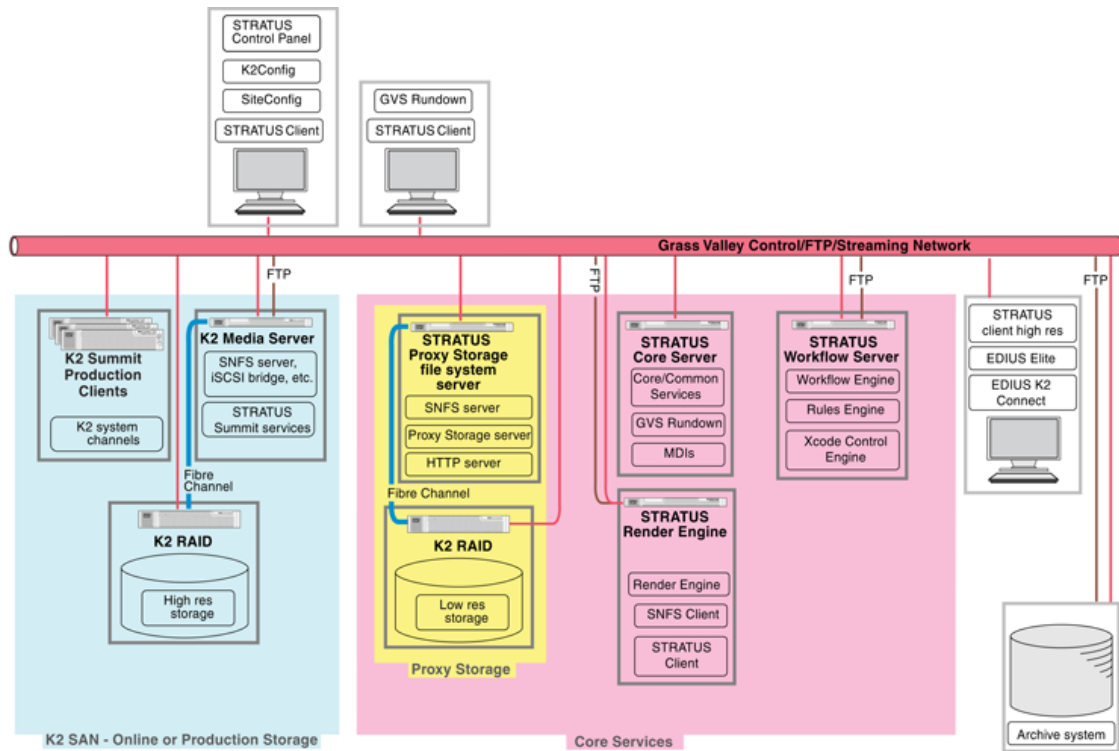 STRATUS
Control Panel
K2Config
SiteConfig
STRATUS Client
GVS Rundown
STRATUS Client
Grass Valley Control/FTP/Streaming Network
FTP
FTP
FTP
FTP
K2 Summit
Production
Clients
K2 system
channels
K2 Media Server
SNFS server,
iSCSI bridge, etc.
STRATUS
Summit services
Fibre
Channel
K2 RAID
High res
storage
K2 SAN - Online or Production Storage
STRATUS
Proxy Storage
file system
server
SNFS server
Proxy Storage server
HTTP server
Fibre Channel
K2 RAID
Low res
storage
Proxy Storage
STRATUS
Core Server
Core/Common
Services
GVS Rundown
MDIs
STRATUS
Render Engine
Render Engine
SNFS Client
STRATUS
Client
STRATUS
Workflow Server
Workflow Engine
Rules Engine
Xcode Control
Engine
Core Services
STRATUS
client high res
EDIUS Elite
EDIUS K2
Connect
Archive system